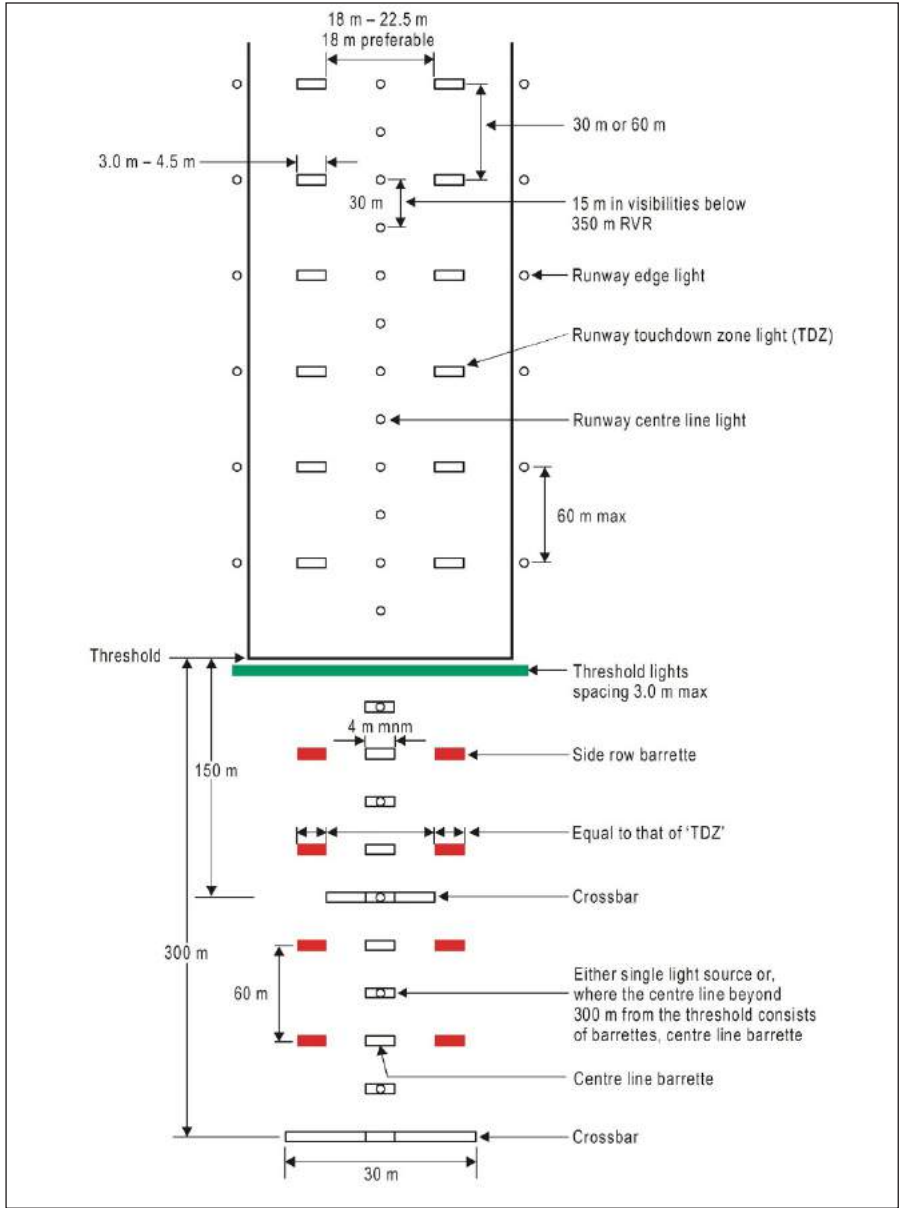 18 m – 22.5 m
18 m preferable
30 m or 60 m
3.0 m – 4.5 m
30 m
15 m in visibilities below
350 m RVR
Runway edge light
Runway touchdown zone light (TDZ)
Runway centre line light
60 m max
Threshold
Threshold lights
spacing 3.0 m max
4 m mnm
Side row barrette
150 m
Equal to that of ‘TDZ’
Crossbar
300 m
60 m
Either single light source or,
where the centre line beyond
300 m from the threshold consists
of barrettes, centre line barrette
Centre line barrette
Crossbar
30 m